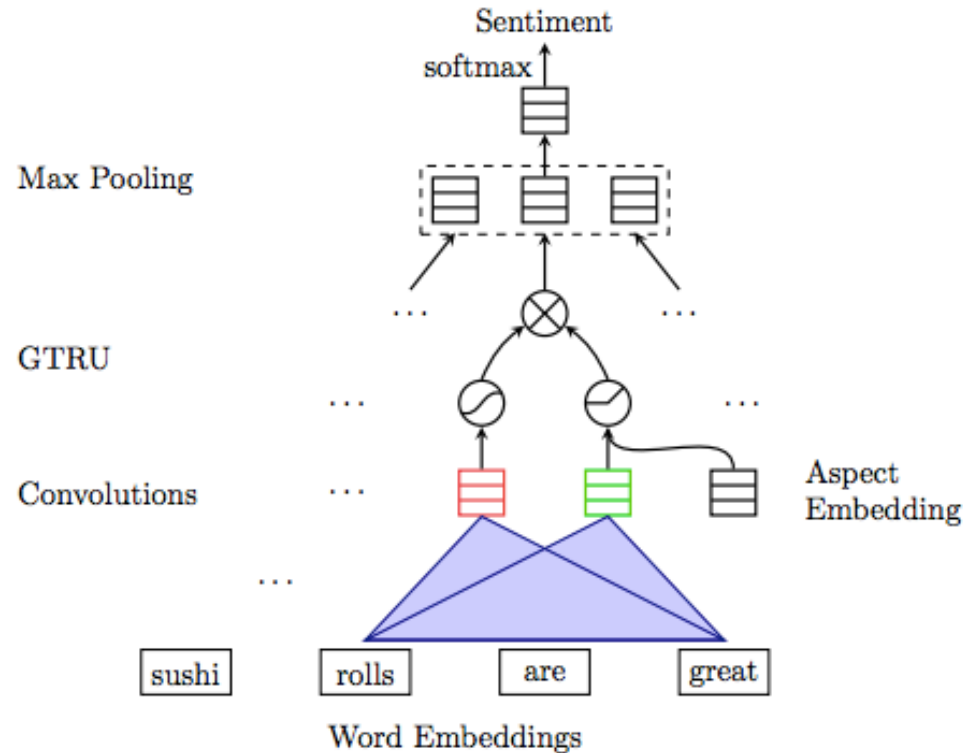 Sentiment
softmax
Max Pooling
... ...
GTRU
... ...
Convolutions ... Aspect
Embedding
...
sushi rolls are great
Word Embeddings